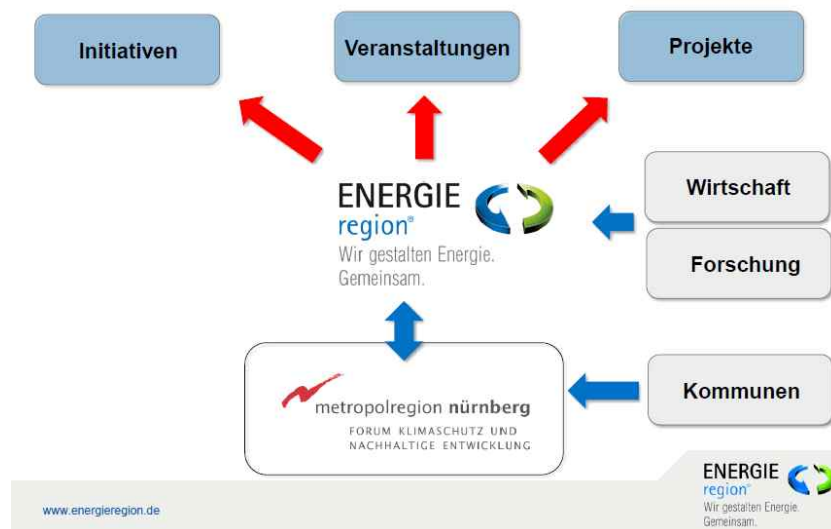 Initiativen
Veranstaltungen
Projekte
ENERGIE
region®
Wir gestalten Energie.
Gemeinsam.
Wirtschaft
Forschung
metropolregion nürnberg
FORUM KLIMASCHUTZ UND
NACHHALTIGE ENTWICKLUNG
Kommunen
www.energieregion.de
ENERGIE
region®
Wir gestalten Energie.
Gemeinsam.